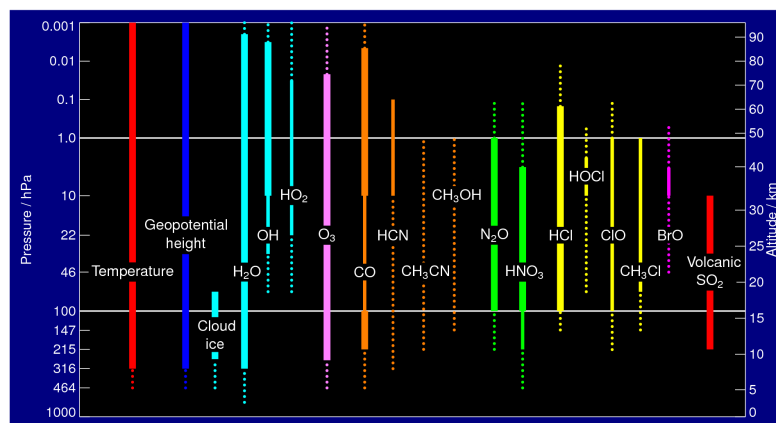 0.001
0.01
0.1
1.0
10
22
46
100
147
215
316
464
1000
Pressure / hPa
Temperature
Geopotential
height
Cloud
ice
H₂O
OH
HO₂
O₃
CO
HCN
CH₃CN
CH₃OH
N₂O
HNO₃
HCl
HOCl
ClO
CH₃Cl
BrO
Volcanic
SO₂
90
80
70
60
50
40
30
25
20
15
10
5
0
Altitude / km